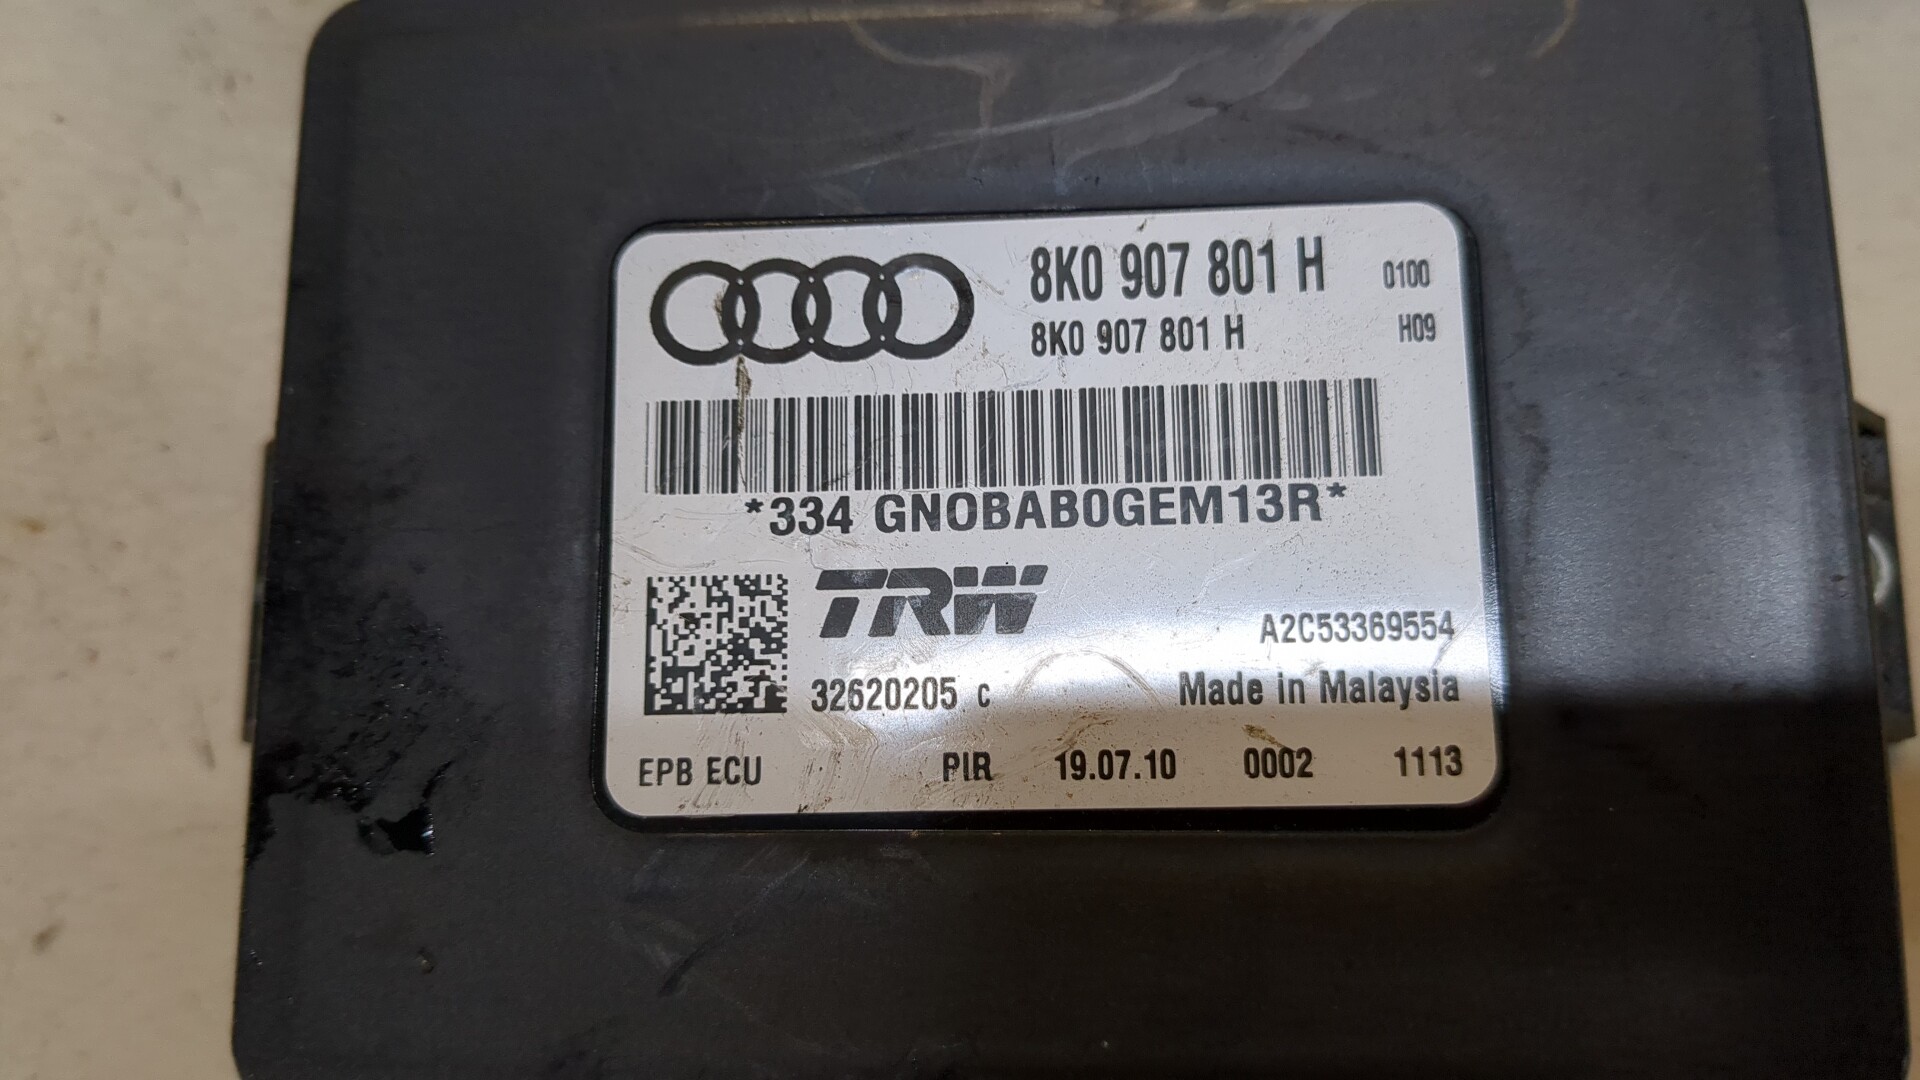 8K0 907 801 H 0100
8K0 907 801 H H09
*334 GNOBAB0GEM13R*
TRW
A2C53369554
32620205 C Made in Malaysia
EPB ECU PIR 19.07.10 0002 1113